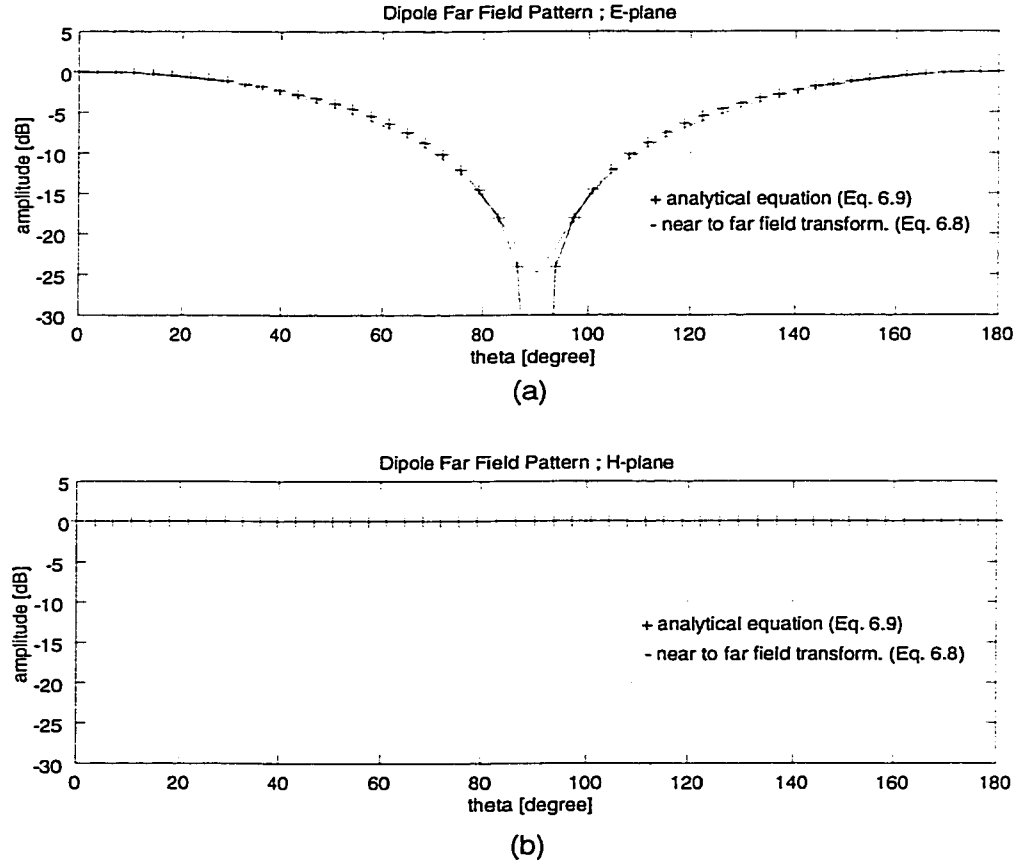 Dipole Far Field Pattern ; E-plane
5
0
-5
-10
-15
-20
-25
-30
amplitude [dB]
+ analytical equation (Eq. 6.9)
- near to far field transform. (Eq. 6.8)
0 20 40 60 80 100 120 140 160 180
theta [degree]
(a)
Dipole Far Field Pattern ; H-plane
5
0
-5
-10
-15
-20
-25
-30
amplitude [dB]
+ analytical equation (Eq. 6.9)
- near to far field transform. (Eq. 6.8)
0 20 40 60 80 100 120 140 160 180
theta [degree]
(b)